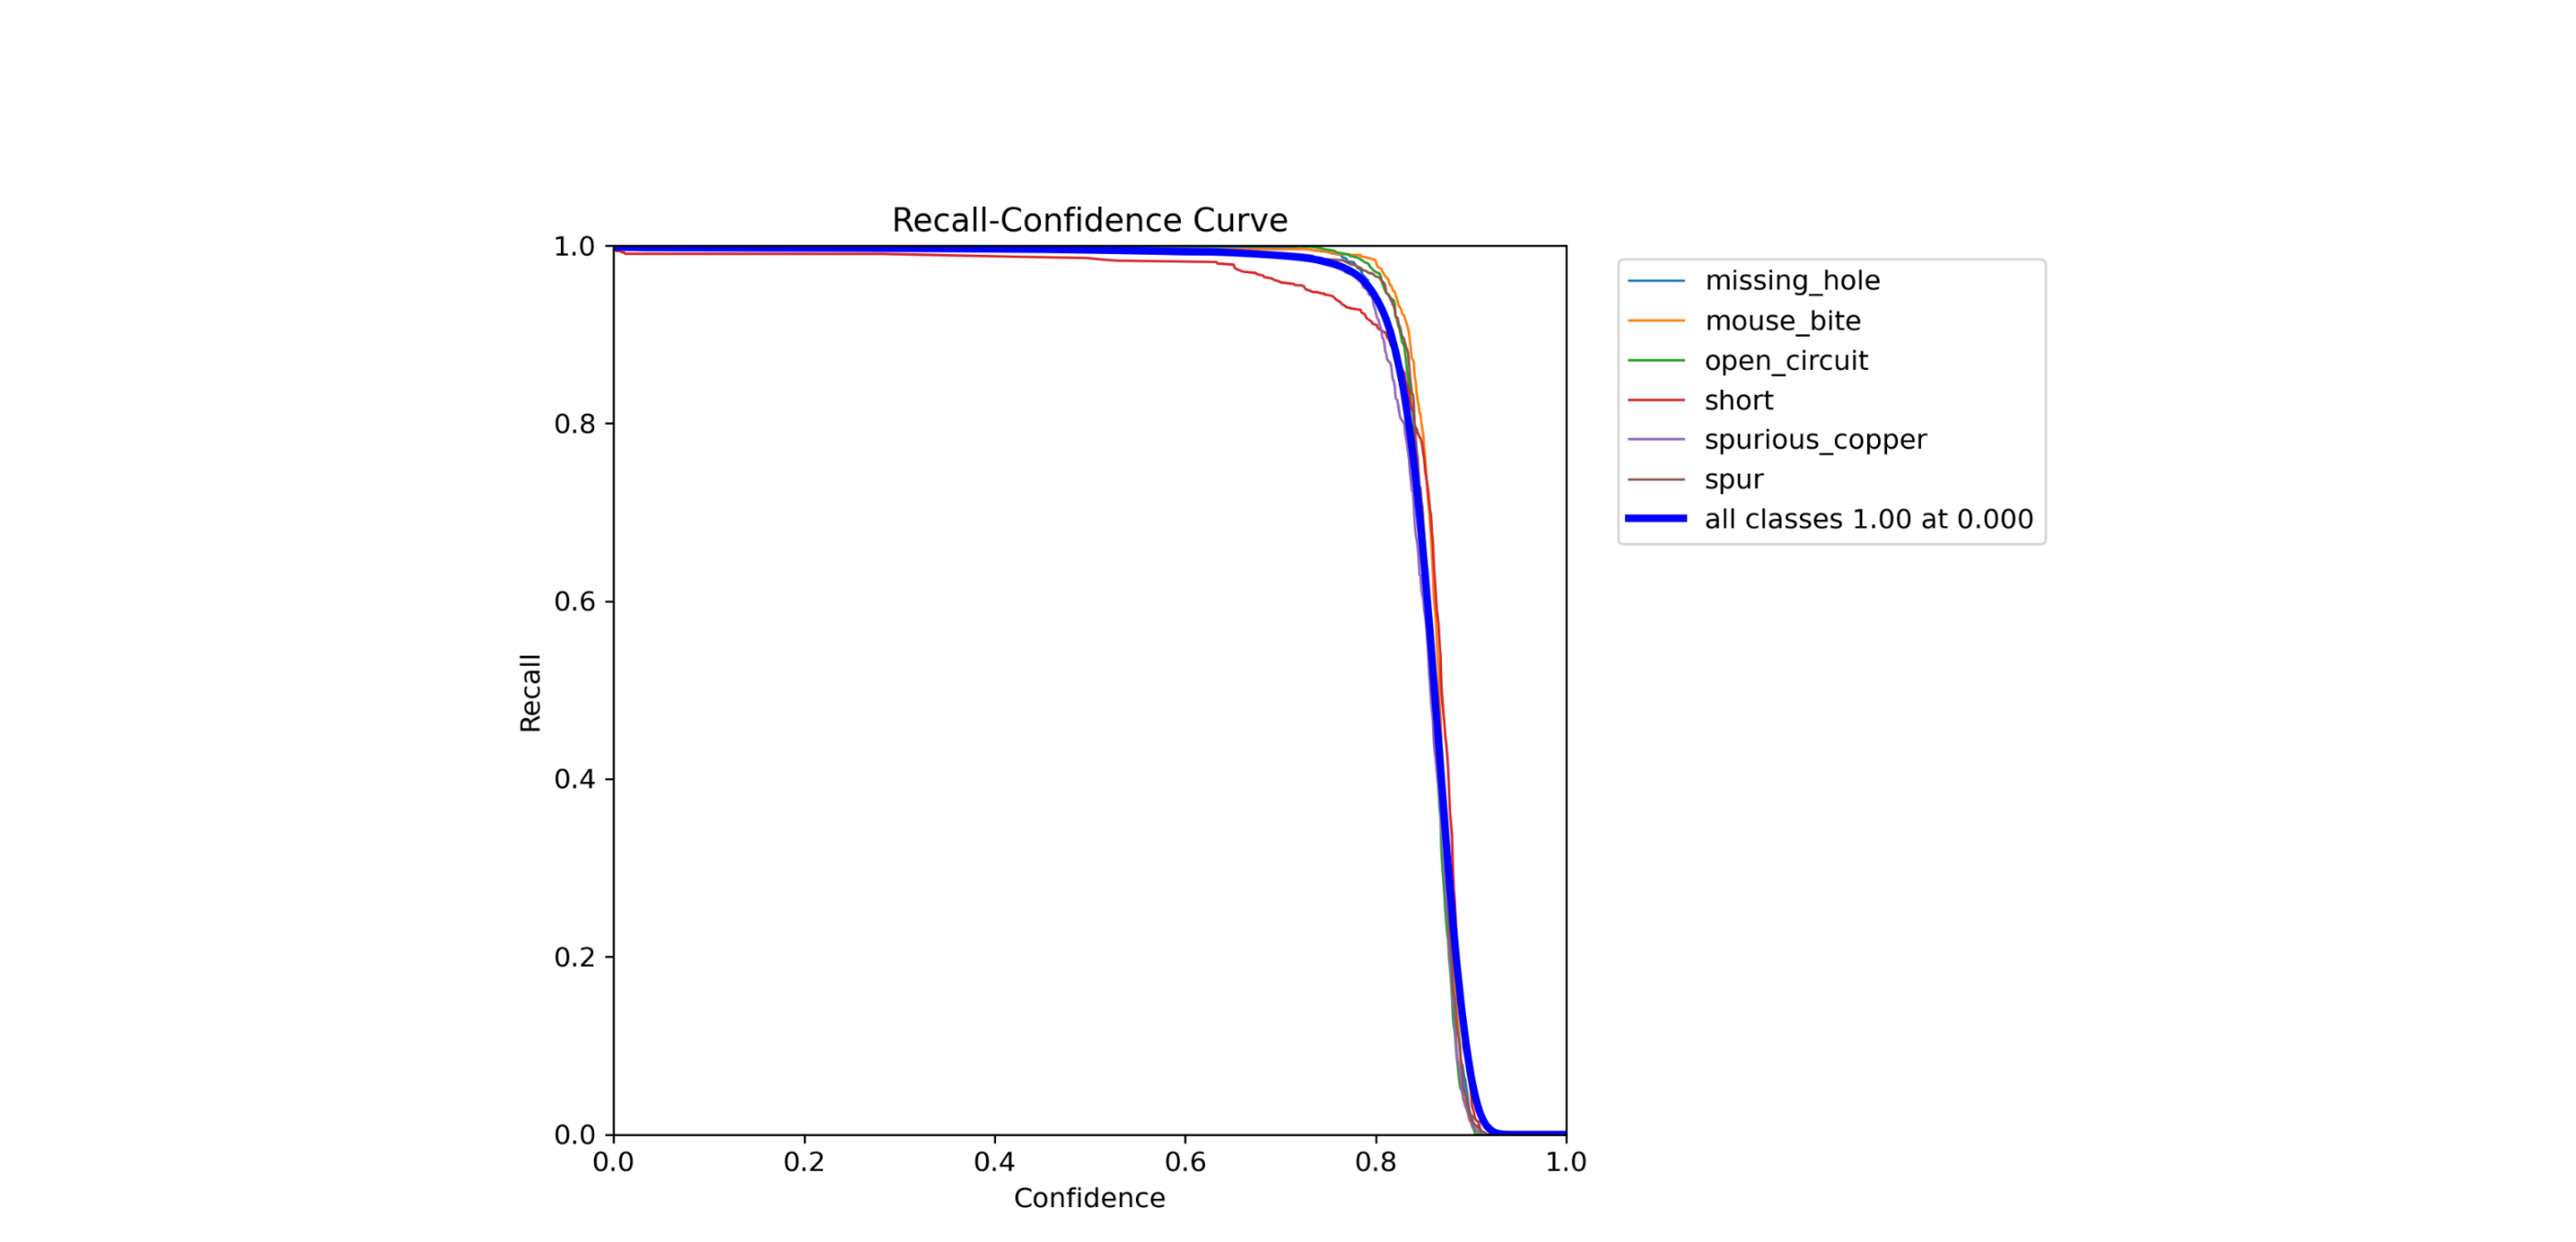 Recall-Confidence Curve
1.0
0.8
0.6
0.4
0.2
0.0
Recall
0.0 0.2 0.4 0.6 0.8 1.0
Confidence
missing_hole
mouse_bite
open_circuit
short
spurious_copper
spur
all classes 1.00 at 0.000